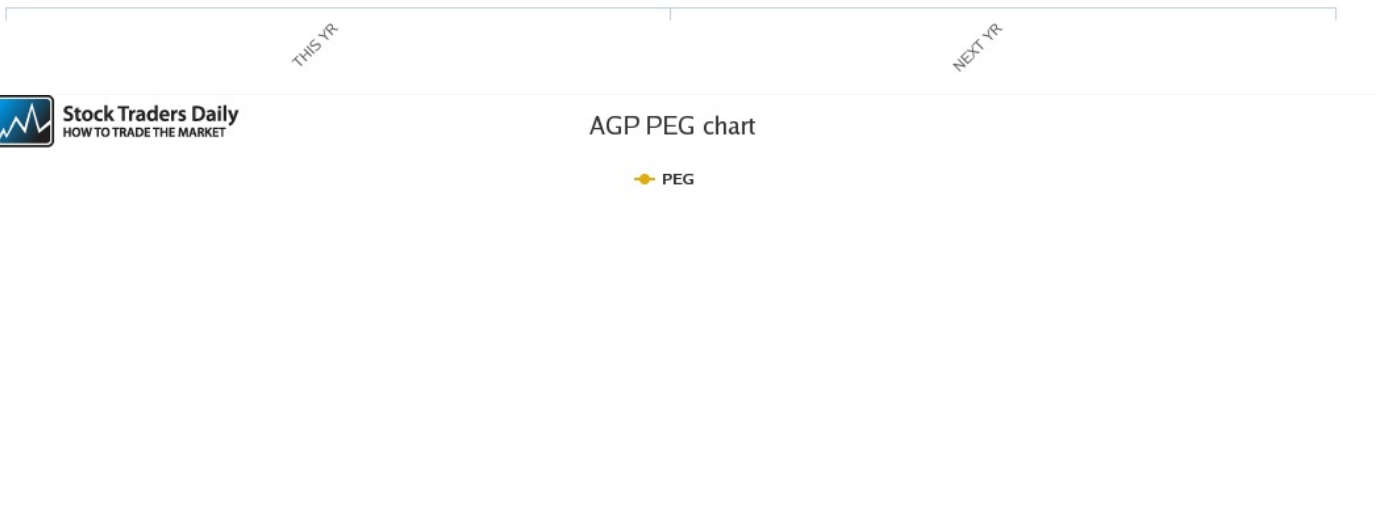 THIS YR
NEXT YR
Stock Traders Daily
HOW TO TRADE THE MARKET
AGP PEG chart
PEG